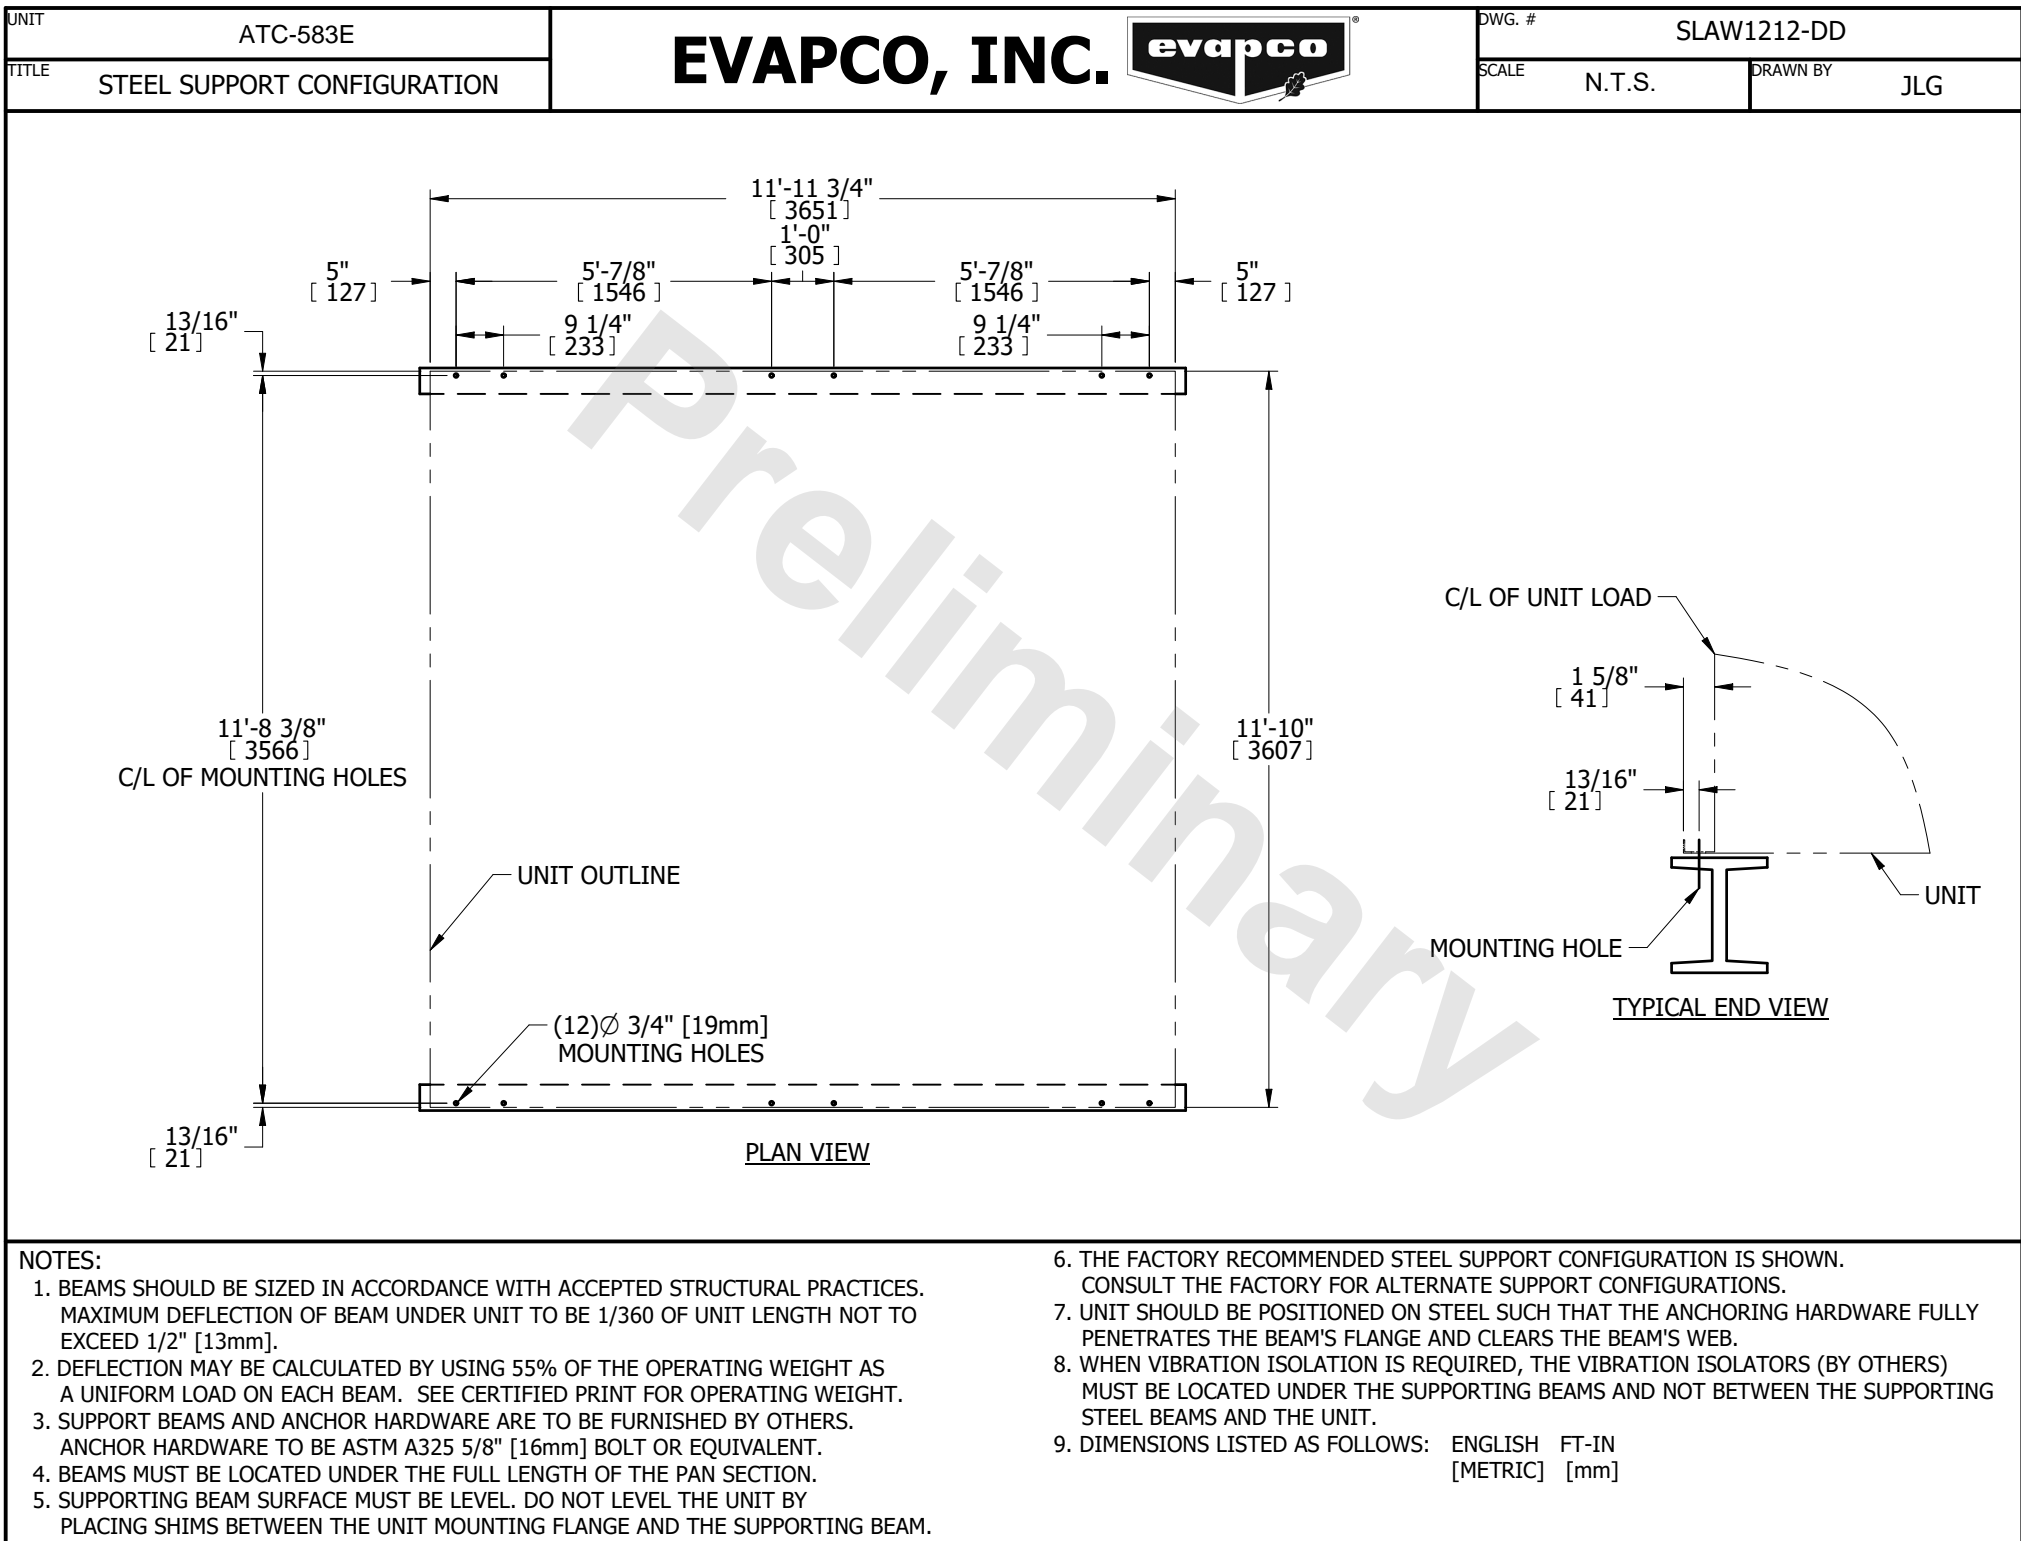 UNIT
ATC-583E
TITLE
STEEL SUPPORT CONFIGURATION
EVAPCO, INC.
evapco
®
DWG. #
SLAW1212-DD
SCALE
N.T.S.
DRAWN BY
JLG
11'-11 3/4"
[ 3651]
1'-0"
[ 305 ]
5"
[ 127]
5'-7/8"
[ 1546 ]
5'-7/8"
[ 1546 ]
5"
[ 127 ]
13/16"
[ 21]
9 1/4"
[ 233]
9 1/4"
[ 233 ]
Preliminary
11'-8 3/8"
[ 3566]
C/L OF MOUNTING HOLES
11'-10"
[ 3607]
UNIT OUTLINE
(12)∅ 3/4" [19mm]
MOUNTING HOLES
13/16"
[ 21]
PLAN VIEW
C/L OF UNIT LOAD
1 5/8"
[ 41]
13/16"
[ 21]
UNIT
MOUNTING HOLE
TYPICAL END VIEW
NOTES:
1. BEAMS SHOULD BE SIZED IN ACCORDANCE WITH ACCEPTED STRUCTURAL PRACTICES.
MAXIMUM DEFLECTION OF BEAM UNDER UNIT TO BE 1/360 OF UNIT LENGTH NOT TO
EXCEED 1/2" [13mm].
2. DEFLECTION MAY BE CALCULATED BY USING 55% OF THE OPERATING WEIGHT AS
A UNIFORM LOAD ON EACH BEAM.  SEE CERTIFIED PRINT FOR OPERATING WEIGHT.
3. SUPPORT BEAMS AND ANCHOR HARDWARE ARE TO BE FURNISHED BY OTHERS.
ANCHOR HARDWARE TO BE ASTM A325 5/8" [16mm] BOLT OR EQUIVALENT.
4. BEAMS MUST BE LOCATED UNDER THE FULL LENGTH OF THE PAN SECTION.
5. SUPPORTING BEAM SURFACE MUST BE LEVEL. DO NOT LEVEL THE UNIT BY
PLACING SHIMS BETWEEN THE UNIT MOUNTING FLANGE AND THE SUPPORTING BEAM.
6. THE FACTORY RECOMMENDED STEEL SUPPORT CONFIGURATION IS SHOWN.
CONSULT THE FACTORY FOR ALTERNATE SUPPORT CONFIGURATIONS.
7. UNIT SHOULD BE POSITIONED ON STEEL SUCH THAT THE ANCHORING HARDWARE FULLY
PENETRATES THE BEAM'S FLANGE AND CLEARS THE BEAM'S WEB.
8. WHEN VIBRATION ISOLATION IS REQUIRED, THE VIBRATION ISOLATORS (BY OTHERS)
MUST BE LOCATED UNDER THE SUPPORTING BEAMS AND NOT BETWEEN THE SUPPORTING
STEEL BEAMS AND THE UNIT.
9. DIMENSIONS LISTED AS FOLLOWS:   ENGLISH   FT-IN
[METRIC]   [mm]